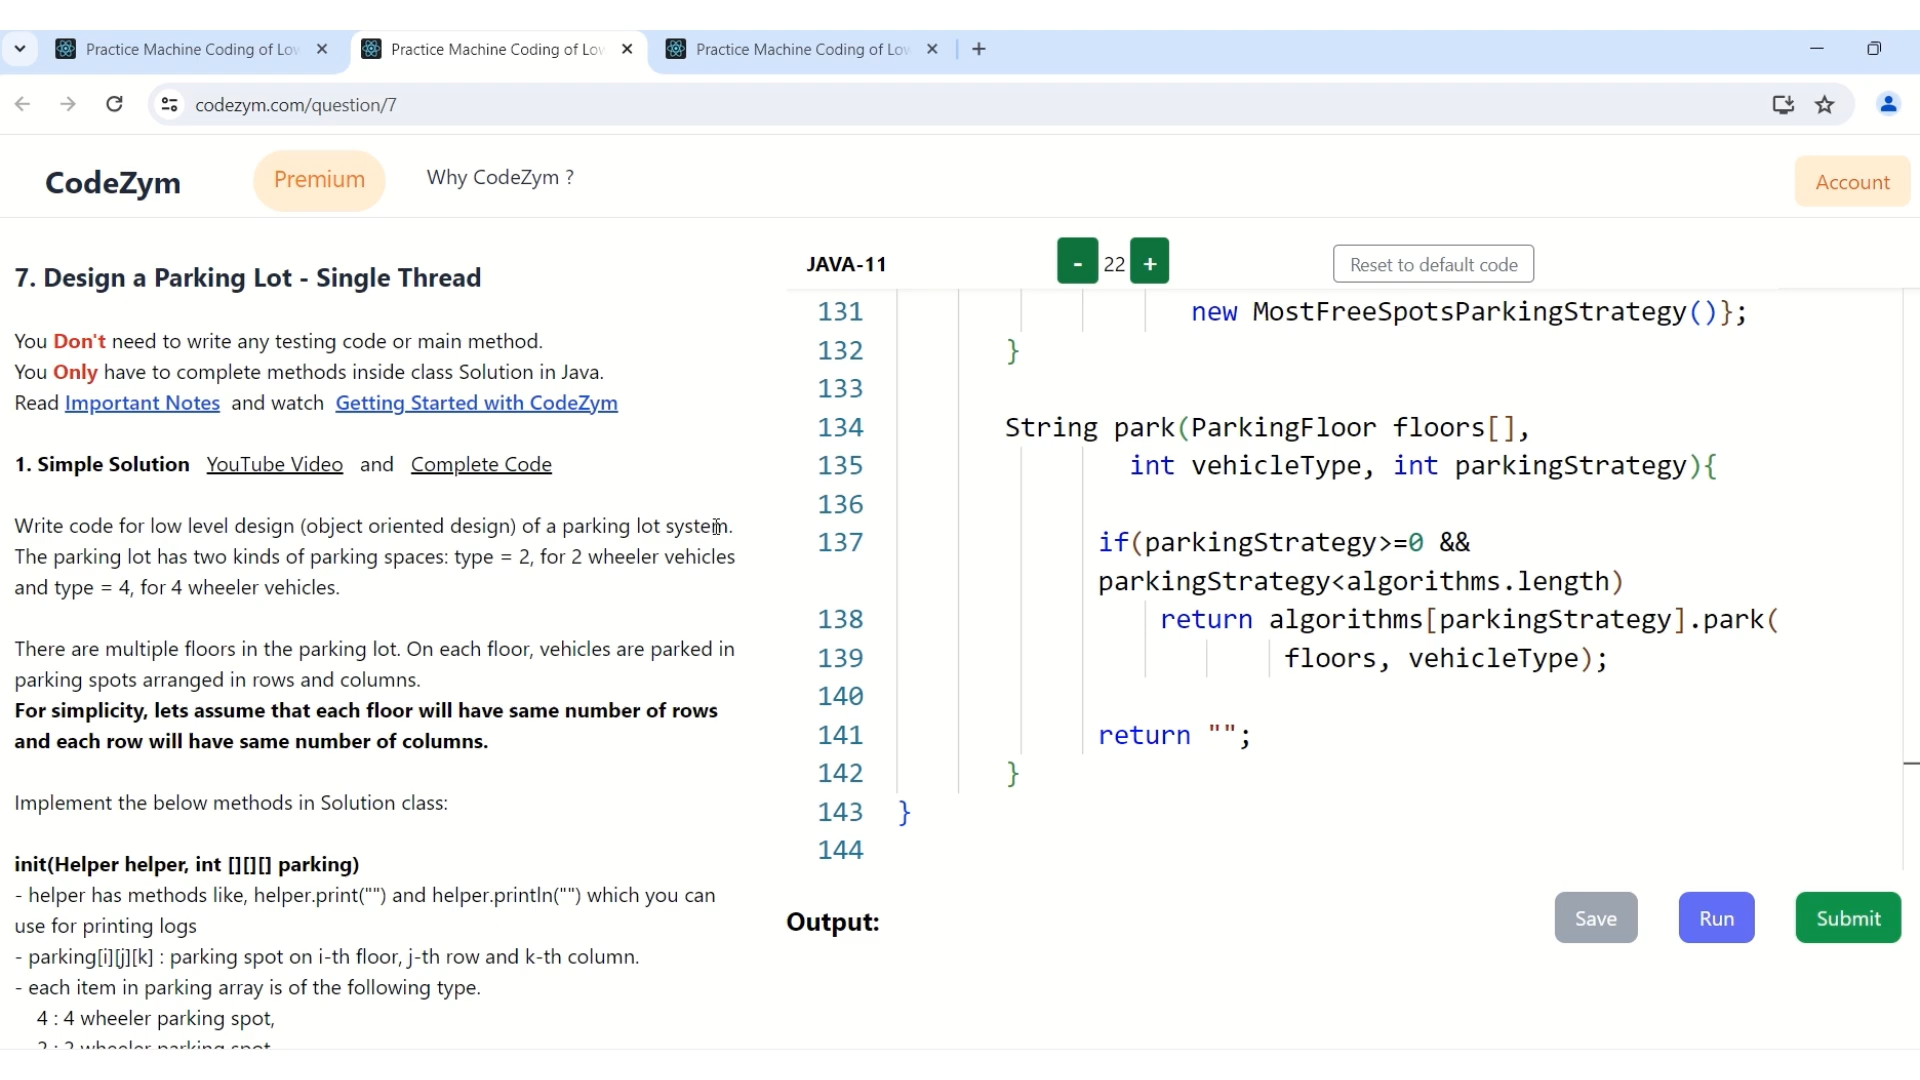 Practice Machine Coding of Lov
Practice Machine Coding of Lov
Practice Machine Coding of Lov
codezym.com/question/7
CodeZym
Premium
Why CodeZym ?
Account
7. Design a Parking Lot - Single Thread
You Don't need to write any testing code or main method.
You Only have to complete methods inside class Solution in Java.
Read Important Notes and watch Getting Started with CodeZym
1. Simple Solution YouTube Video and Complete Code
Write code for low level design (object oriented design) of a parking lot system.
The parking lot has two kinds of parking spaces: type = 2, for 2 wheeler vehicles
and type = 4, for 4 wheeler vehicles.
There are multiple floors in the parking lot. On each floor, vehicles are parked in
parking spots arranged in rows and columns.
For simplicity, lets assume that each floor will have same number of rows
and each row will have same number of columns.
Implement the below methods in Solution class:
init(Helper helper, int [][][] parking)
- helper has methods like, helper.print("") and helper.println("") which you can
use for printing logs
- parking[i][j][k] : parking spot on i-th floor, j-th row and k-th column.
- each item in parking array is of the following type.
4 : 4 wheeler parking spot,
2 : 2 wheeler parking spot,
JAVA-11
- 22 +
Reset to default code
131 new MostFreeSpotsParkingStrategy()};
132 }
133
134 String park(ParkingFloor floors[],
135 int vehicleType, int parkingStrategy){
136
137 if(parkingStrategy>=0 &&
parkingStrategy<algorithms.length)
138 return algorithms[parkingStrategy].park(
139 floors, vehicleType);
140
141 return "";
142 }
143 }
144
Output:
Save
Run
Submit